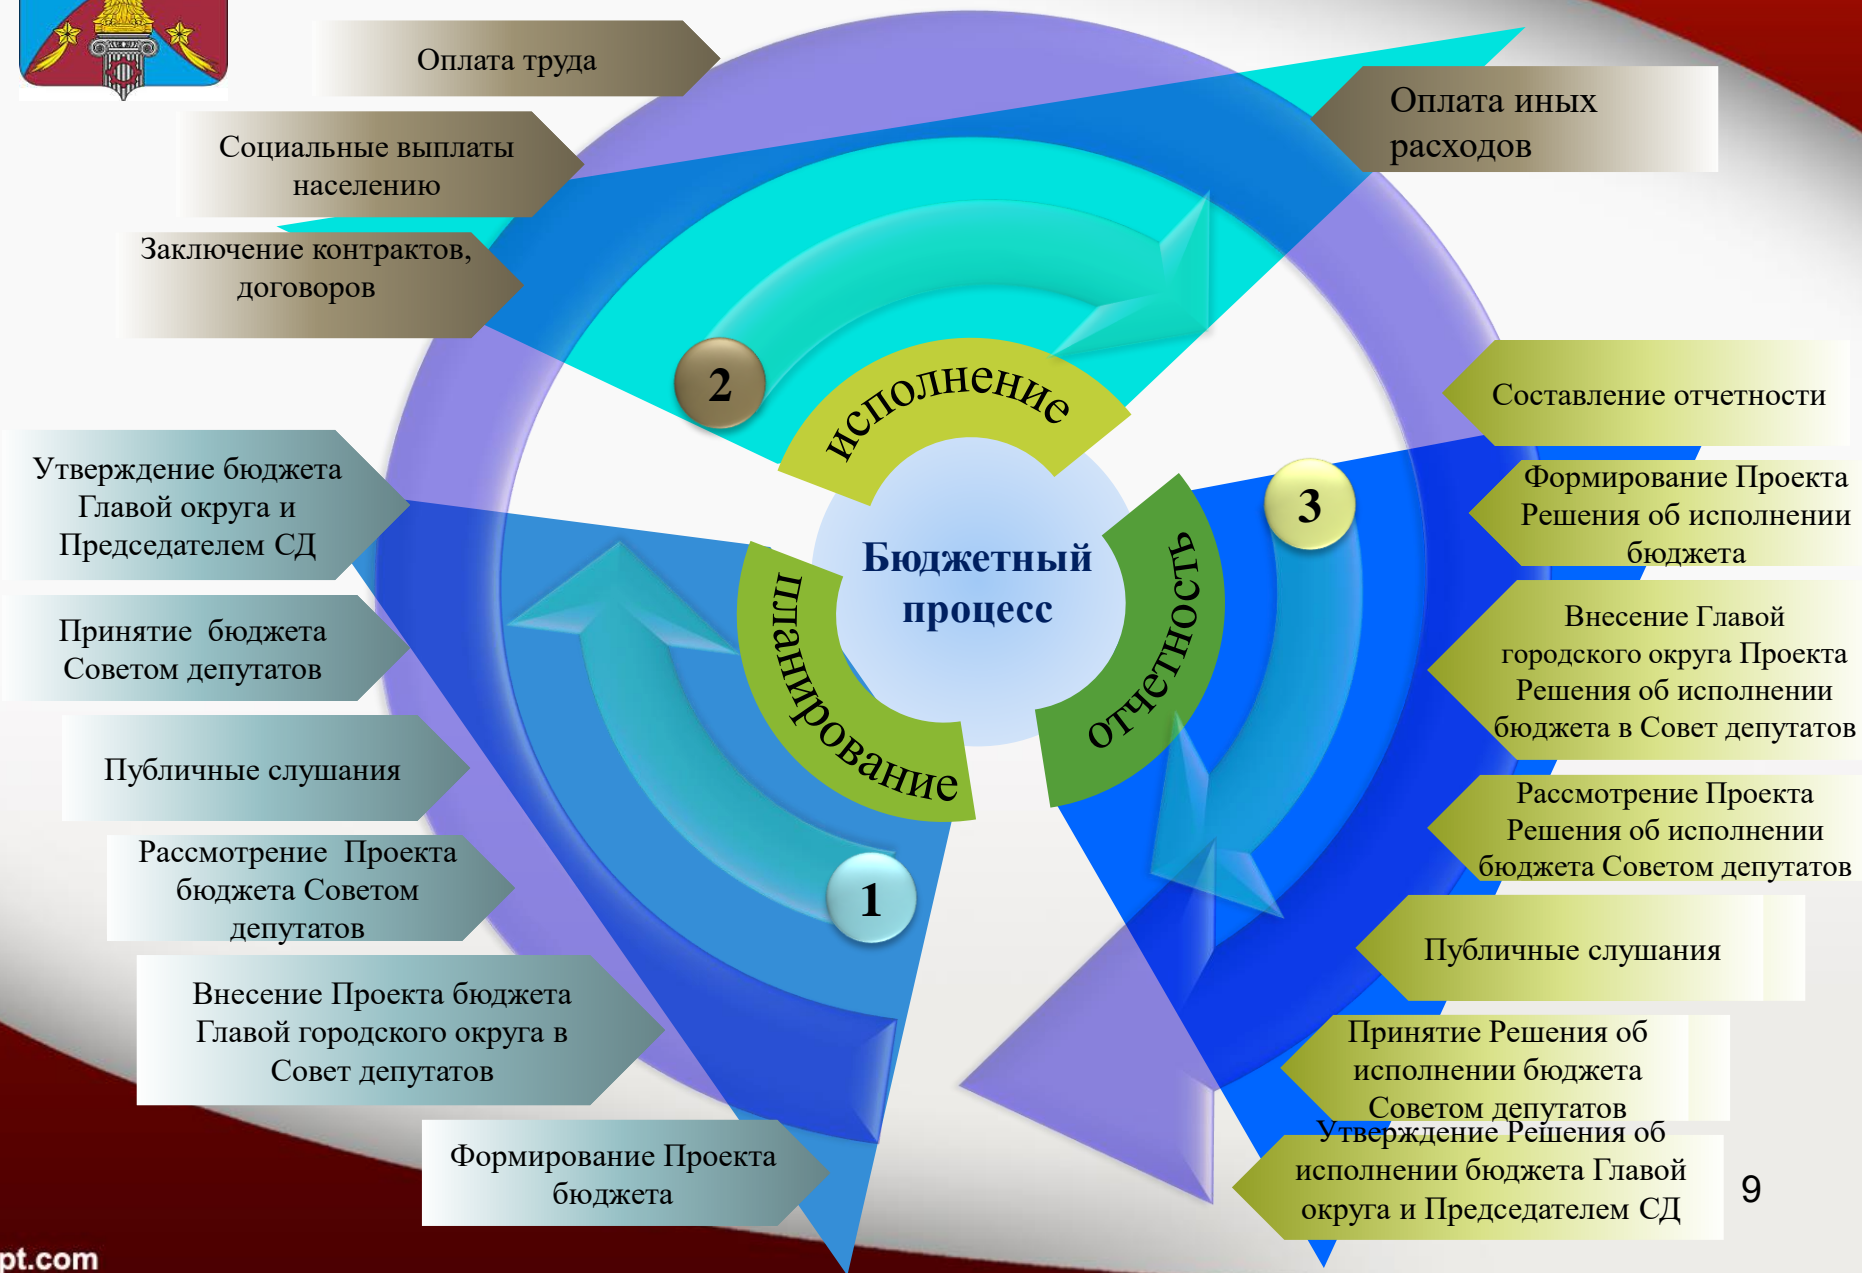 Оплата труда
Социальные выплаты
населению
Заключение контрактов,
договоров
Оплата иных
расходов
2
исполнение
Утверждение бюджета
Главой округа и
Председателем СД
Принятие бюджета
Советом депутатов
Публичные слушания
Рассмотрение Проекта
бюджета Советом
депутатов
Внесение Проекта бюджета
Главой городского округа в
Совет депутатов
Формирование Проекта
бюджета
1
планирование
Бюджетный
процесс
отчетность
3
Составление отчетности
Формирование Проекта
Решения об исполнении
бюджета
Внесение Главой
городского округа Проекта
Решения об исполнении
бюджета в Совет депутатов
Рассмотрение Проекта
Решения об исполнении
бюджета Советом депутатов
Публичные слушания
Принятие Решения об
исполнении бюджета
Советом депутатов
Утверждение Решения об
исполнении бюджета Главой
округа и Председателем СД
9
pt.com